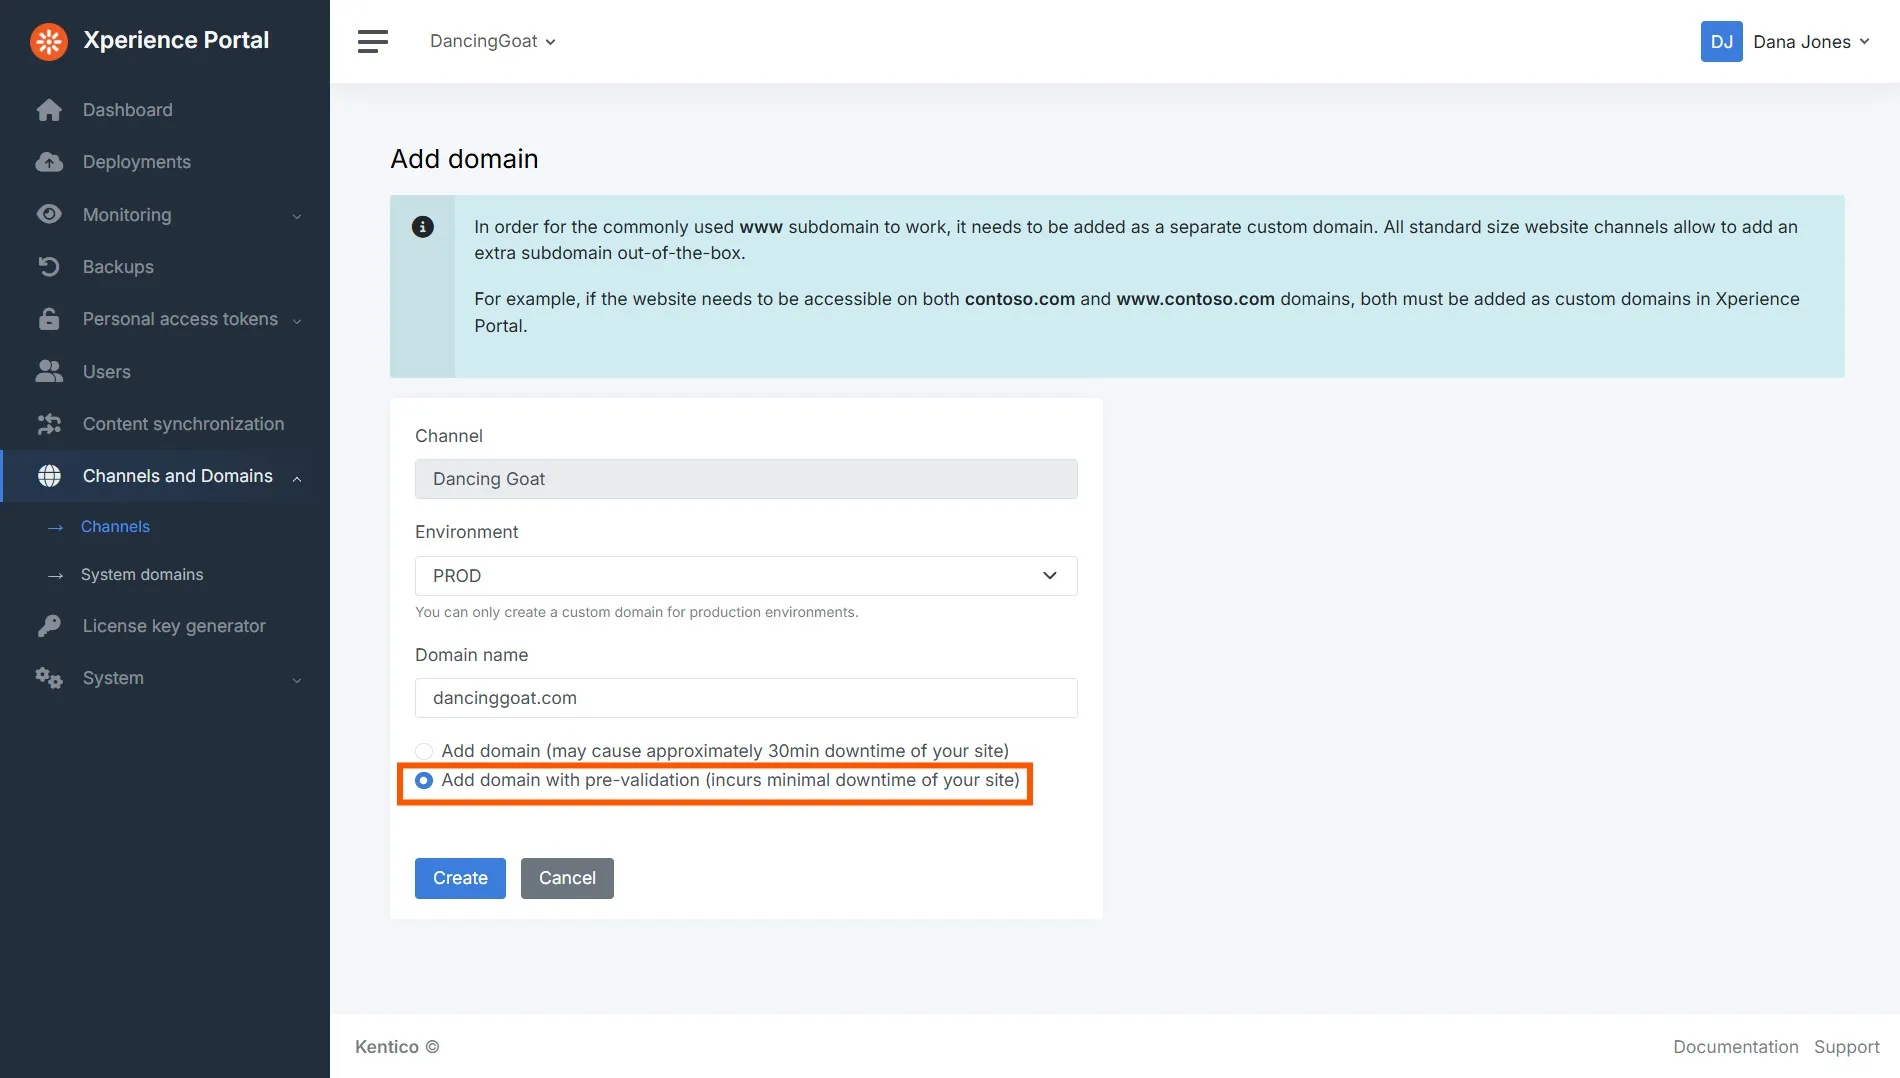 Xperience Portal
DancingGoat
DJ
Dana Jones
Dashboard
Deployments
Monitoring
Backups
Personal access tokens
Users
Content synchronization
Channels and Domains
→ Channels
→ System domains
License key generator
System
Add domain
In order for the commonly used www subdomain to work, it needs to be added as a separate custom domain. All standard size website channels allow to add an
extra subdomain out-of-the-box.
For example, if the website needs to be accessible on both contoso.com and www.contoso.com domains, both must be added as custom domains in Xperience
Portal.
Channel
Dancing Goat
Environment
PROD
You can only create a custom domain for production environments.
Domain name
dancinggoat.com
Add domain (may cause approximately 30min downtime of your site)
Add domain with pre-validation (incurs minimal downtime of your site)
Create
Cancel
Kentico ©
Documentation
Support